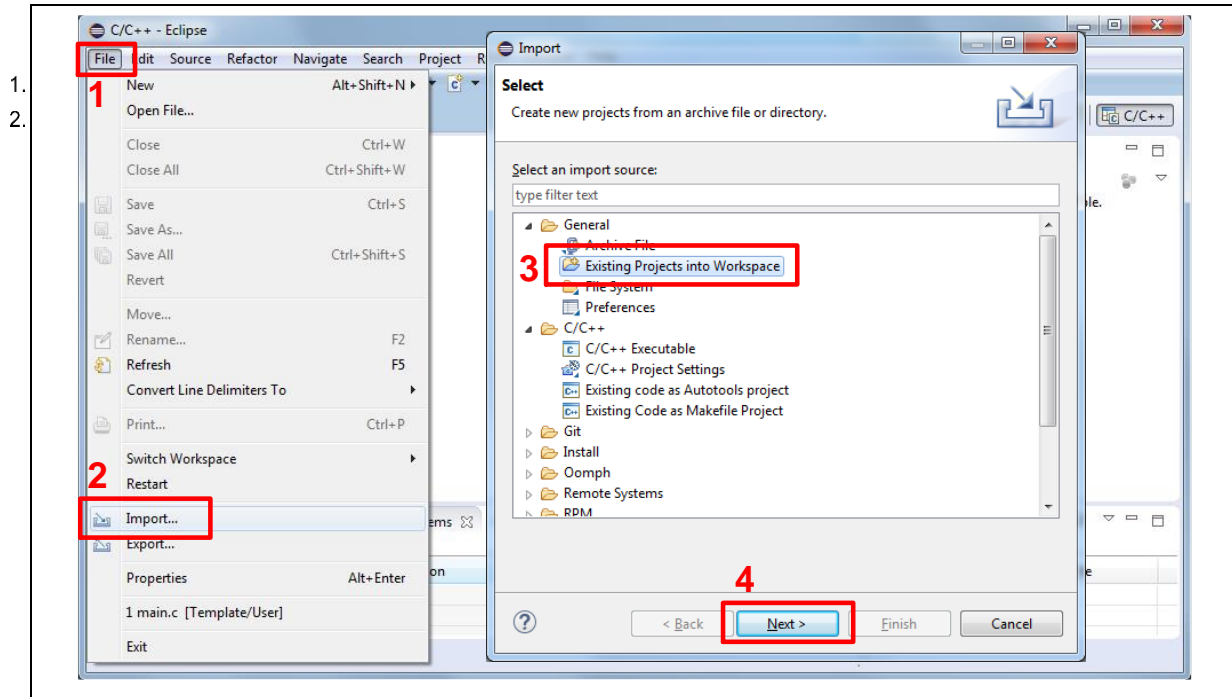 C/C++ - Eclipse
File Edit Source Refactor Navigate Search Project R
1.
2.
1
New Alt+Shift+N
Open File...
Close Ctrl+W
Close All Ctrl+Shift+W
Save Ctrl+S
Save As...
Save All Ctrl+Shift+S
Revert
Move...
Rename... F2
Refresh F5
Convert Line Delimiters To
Print... Ctrl+P
2
Switch Workspace
Restart
Import...
Export...
Properties Alt+Enter
1 main.c [Template/User]
Exit
ems
on
Import
Select
Create new projects from an archive file or directory.
Select an import source:
type filter text
General
Archive File
3
Existing Projects into Workspace
File System
Preferences
C/C++
C/C++ Executable
C/C++ Project Settings
Existing code as Autotools project
Existing Code as Makefile Project
Git
Install
Oomph
Remote Systems
RPM
4
< Back Next > Finish Cancel
C/C++
ble.
e